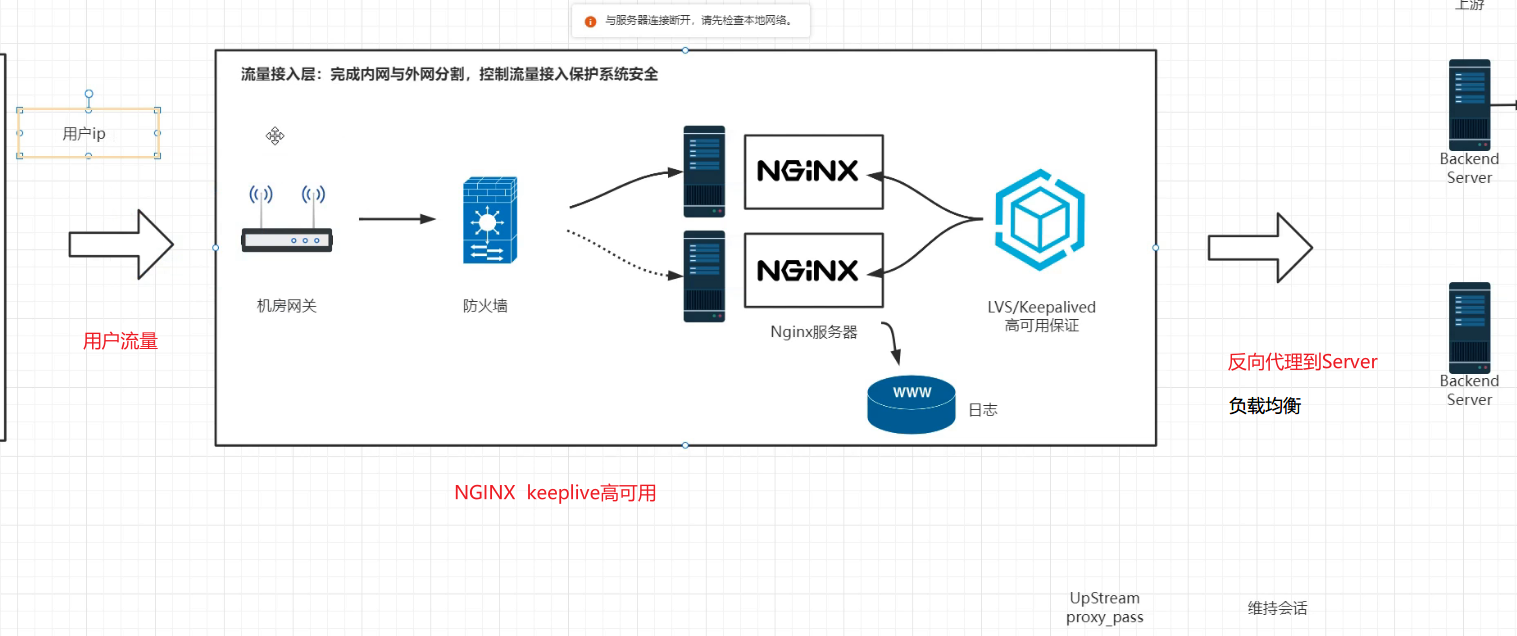 与服务器连接断开，请先检查本地网络。
上游
流量接入层：完成内网与外网分割，控制流量接入保护系统安全
用户ip
NGiNX
NGiNX
Backend
Server
机房网关
防火墙
LVS/Keepalived
高可用保证
Nginx服务器
用户流量
反向代理到Server
负载均衡
Backend
Server
WWW
日志
NGINX keeplive高可用
UpStream
proxy_pass
维持会话